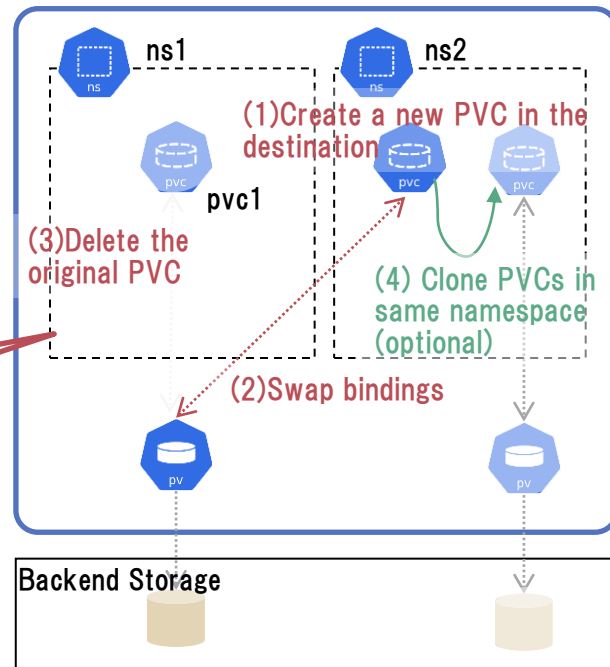 ns1
ns2
ns
ns
(1)Create a new PVC in the
destination
pvc
pvc
pvc
pvc1
(3)Delete the
original PVC
(4) Clone PVCs in
same namespace
(optional)
(2)Swap bindings
pv
pv
Backend Storage